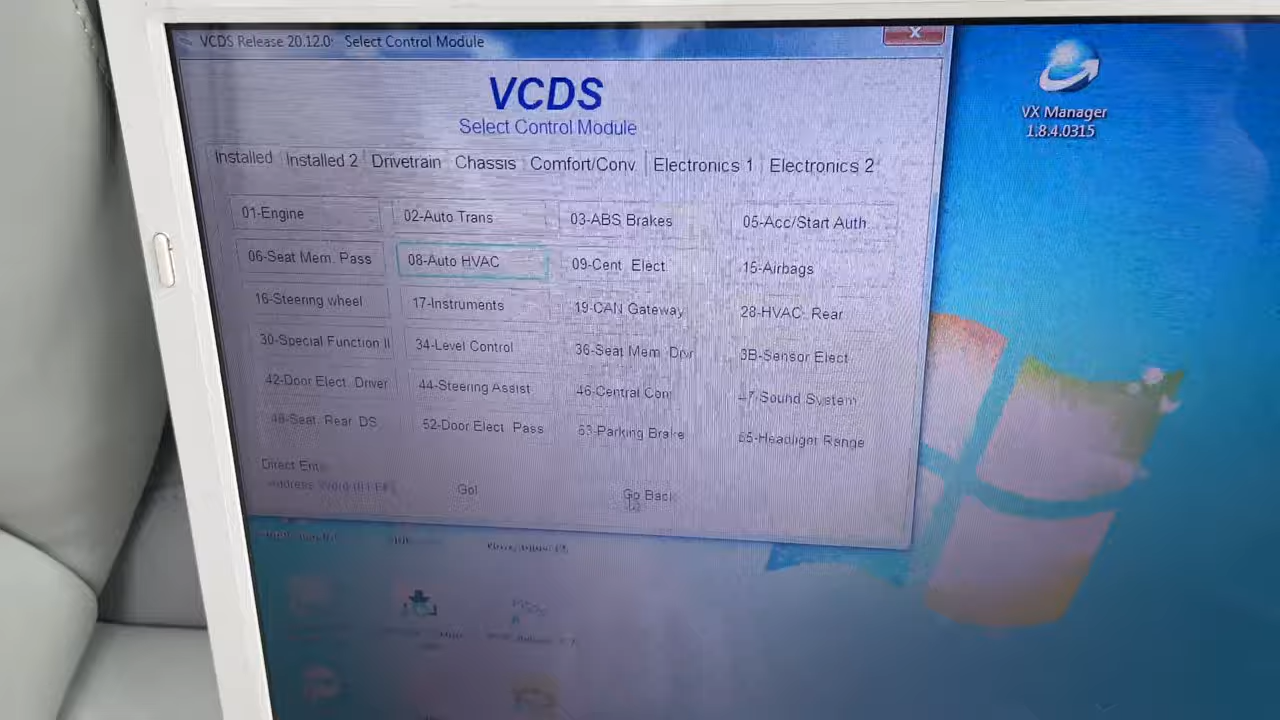 VCDS Release 20.12.0: Select Control Module
x
VCDS
Select Control Module
Installed Installed 2 Drivetrain Chassis Comfort/Conv. Electronics 1 Electronics 2
01-Engine 02-Auto Trans 03-ABS Brakes 05-Acc/Start Auth.
06-Seat Mem. Pass 08-Auto HVAC 09-Cent. Elect. 15-Airbags
16-Steering wheel 17-Instruments 19-CAN Gateway 28-HVAC, Rear
30-Special Function II 34-Level Control 36-Seat Mem. Drvr 3B-Sensor Elect.
42-Door Elect, Driver 44-Steering Assist 46-Central Conv. 47-Sound System
48-Seat, Rear DS 52-Door Elect, Pass. 53-Parking Brake 55-Headlight Range
Direct
Address Go! Go Back
VX Manager
1.8.4.0315